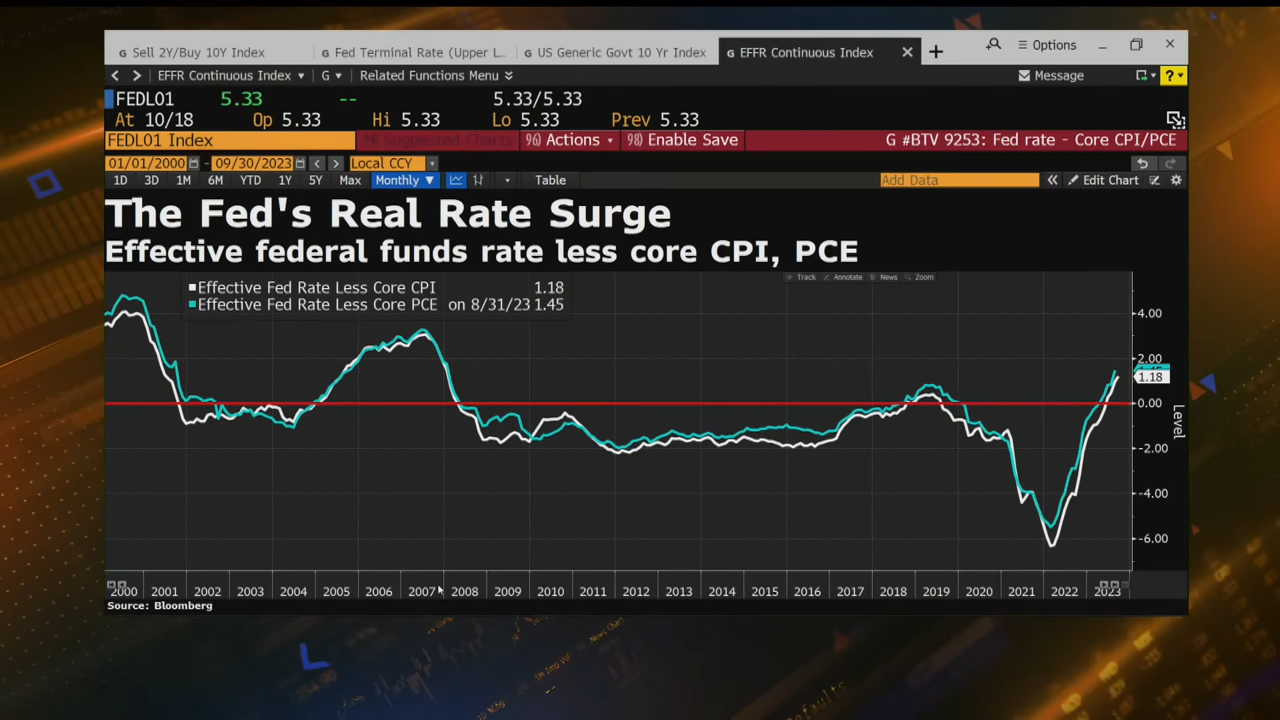 G Sell 2Y/Buy 10Y Index
G Fed Terminal Rate (Upper L...
G US Generic Govt 10 Yr Index
G EFFR Continuous Index
Options
EFFR Continuous Index
G
Related Functions Menu
Message
?
FEDL01 5.33 -- 5.33/5.33
At 10/18 Op 5.33 Hi 5.33 Lo 5.33 Prev 5.33
FEDL01 Index
96) Actions
98) Enable Save
G #BTV 9253: Fed rate - Core CPI/PCE
01/01/2000 - 09/30/2023
Local CCY
1D 3D 1M 6M YTD 1Y 5Y Max Monthly
Table
Add Data
Edit Chart
The Fed's Real Rate Surge
Effective federal funds rate less core CPI, PCE
Track Annotate News Zoom
Effective Fed Rate Less Core CPI 1.18
Effective Fed Rate Less Core PCE on 8/31/23 1.45
4.00
2.00
1.18
0.00
-2.00
-4.00
-6.00
Level
2000 2001 2002 2003 2004 2005 2006 2007 2008 2009 2010 2011 2012 2013 2014 2015 2016 2017 2018 2019 2020 2021 2022 2023
Source: Bloomberg